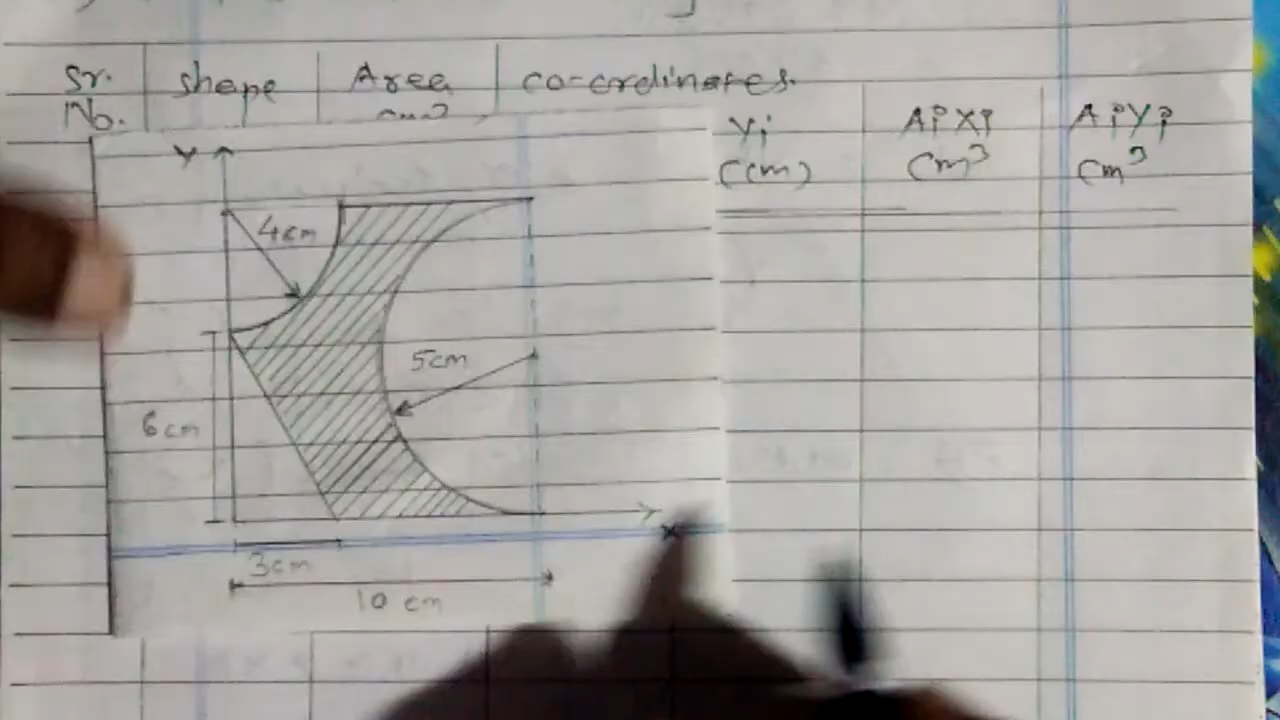 Sr. No.
shape
Area
co-ordinates.
Yi (cm)
AiXi cm³
AiYi cm³
Y
4cm
5cm
6cm
x
3cm
10 cm